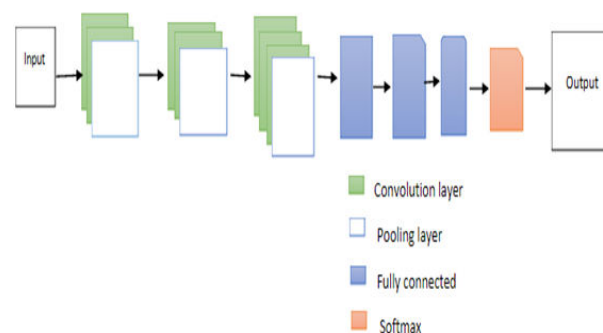 Input
Output
Convolution layer
Pooling layer
Fully connected
Softmax